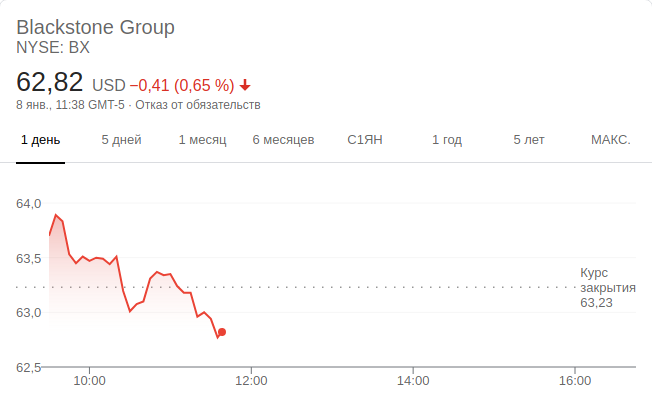 Blackstone Group
NYSE: BX
62,82 USD −0,41 (0,65 %)
8 янв., 11:38 GMT-5 · Отказ от обязательств
1 день 5 дней 1 месяц 6 месяцев С1ЯН 1 год 5 лет МАКС.
64,0
63,5
Курс
закрытия
63,23
63,0
62,5
10:00 12:00 14:00 16:00